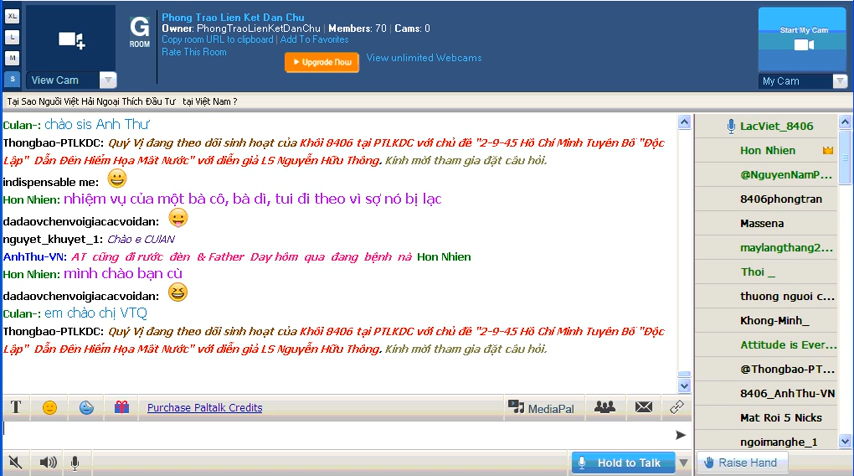 XL
L
M
S
View Cam
G
ROOM
Phong Trao Lien Ket Dan Chu
Owner: PhongTraoLienKetDanChu | Members: 70 | Cams: 0
Copy room URL to clipboard | Add To Favorites
Rate This Room
Upgrade Now
View unlimited Webcams
Start My Cam
My Cam
Tại Sao Người Việt Hải Ngoại Thích Đầu Tư tại Việt Nam ?
Culan-: chào sis Anh Thư
Thongbao-PTLKDC: Quý Vị đang theo dõi sinh hoạt của Khối 8406 tại PTLKDC với chủ đề "2-9-45 Hồ Chí Minh Tuyên Bố "Độc
Lập" Dẫn Đến Hiểm Họa Mất Nước" với diễn giả LS Nguyễn Hữu Thông. Kính mời tham gia đặt câu hỏi.
indispensable me:
Hon Nhien: nhiệm vụ của một bà cô, bà dì, tui đi theo vì sợ nó bị lạc
dadaovchenvoigiacacvoidan:
nguyet_khuyet_1: Chào e CUlAN
AnhThu-VN: AT cũng đi rước đèn & Father Day hôm qua đang bệnh nà Hon Nhien
Hon Nhien: mình chào bạn cù
dadaovchenvoigiacacvoidan:
Culan-: em chào chị VTQ
Thongbao-PTLKDC: Quý Vị đang theo dõi sinh hoạt của Khối 8406 tại PTLKDC với chủ đề "2-9-45 Hồ Chí Minh Tuyên Bố "Độc
Lập" Dẫn Đến Hiểm Họa Mất Nước" với diễn giả LS Nguyễn Hữu Thông. Kính mời tham gia đặt câu hỏi.
LacViet_8406
Hon Nhien
@NguyenNamP...
8406phongtran
Massena
maylangthang2...
Thoi _
thuong nguoi c...
Khong-Minh_
Attitude is Ever...
@Thongbao-PT...
8406_AnhThu-VN
Mat Roi 5 Nicks
ngoimanghe_1
T
Purchase Paltalk Credits
MediaPal
Hold to Talk
Raise Hand